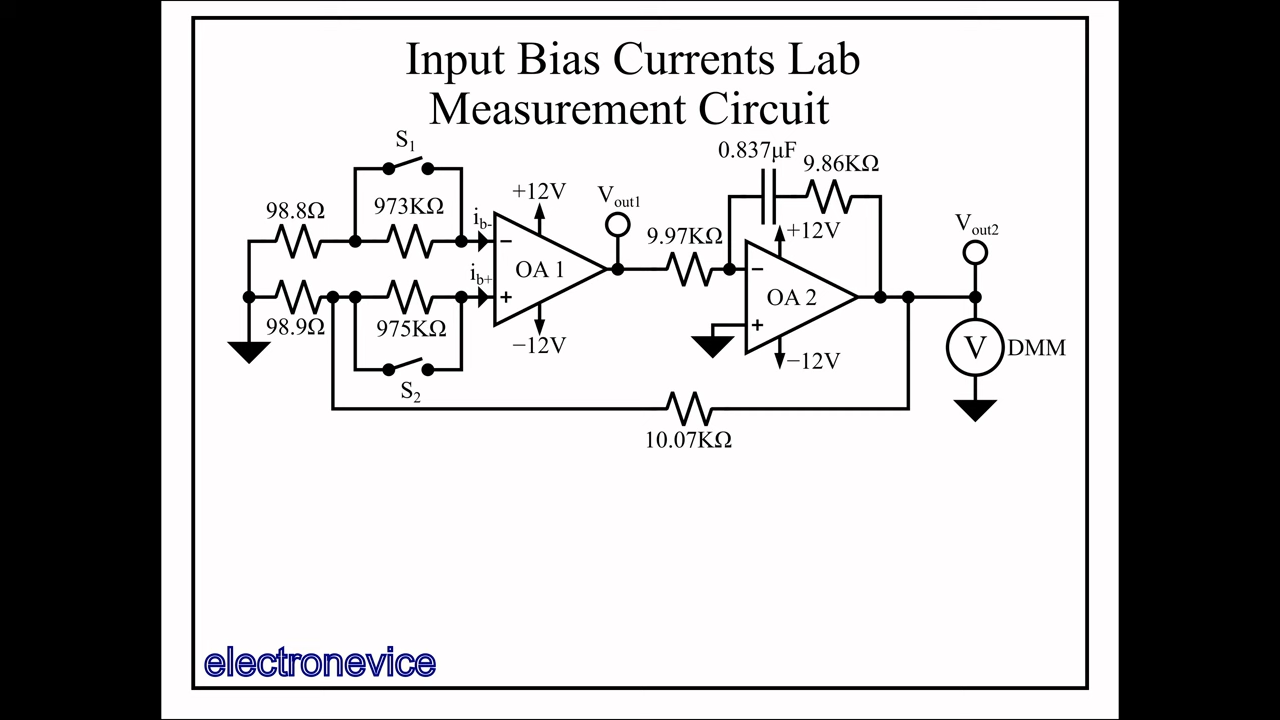 Input Bias Currents Lab
Measurement Circuit
S1
0.837µF
9.86KΩ
98.8Ω
973KΩ
ib-
+12V
Vout1
9.97KΩ
+12V
Vout2
−
OA 1
−
98.9Ω
975KΩ
ib+
+
−12V
OA 2
+
−12V
V
DMM
S2
10.07KΩ
electronevice